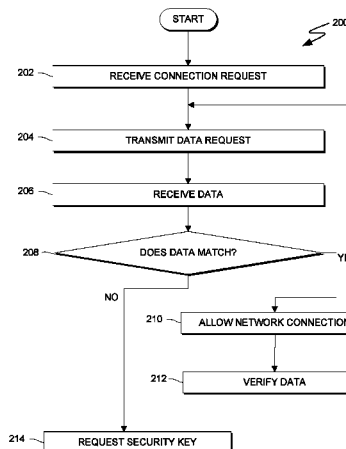 START
200
202
RECEIVE CONNECTION REQUEST
204
TRANSMIT DATA REQUEST
206
RECEIVE DATA
208
DOES DATA MATCH?
NO
210
ALLOW NETWORK CONNECTION
212
VERIFY DATA
214
REQUEST SECURITY KEY